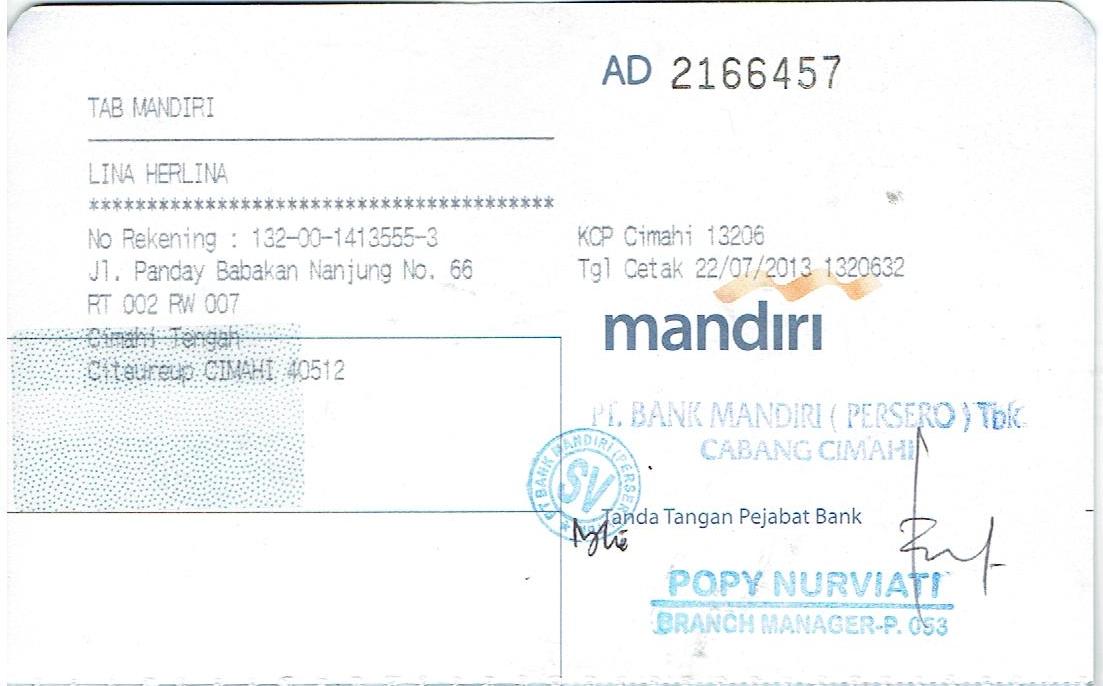 AD 2166457
TAB MANDIRI
LINA HERLINA
****************************************
No Rekening : 132-00-1413555-3
Jl. Panday Babakan Nanjung No. 66
RT 002 RW 007
Cimahi Tengah
Citeureup CIMAHI 40512
KCP Cimahi 13206
Tgl Cetak 22/07/2013 1320632
mandiri
PT. BANK MANDIRI ( PERSERO ) Tbk.
CABANG CIMAHI
PT BANK MANDIRI (PERSER
SV
Tanda Tangan Pejabat Bank
POPY NURVIATI
BRANCH MANAGER-P. 053